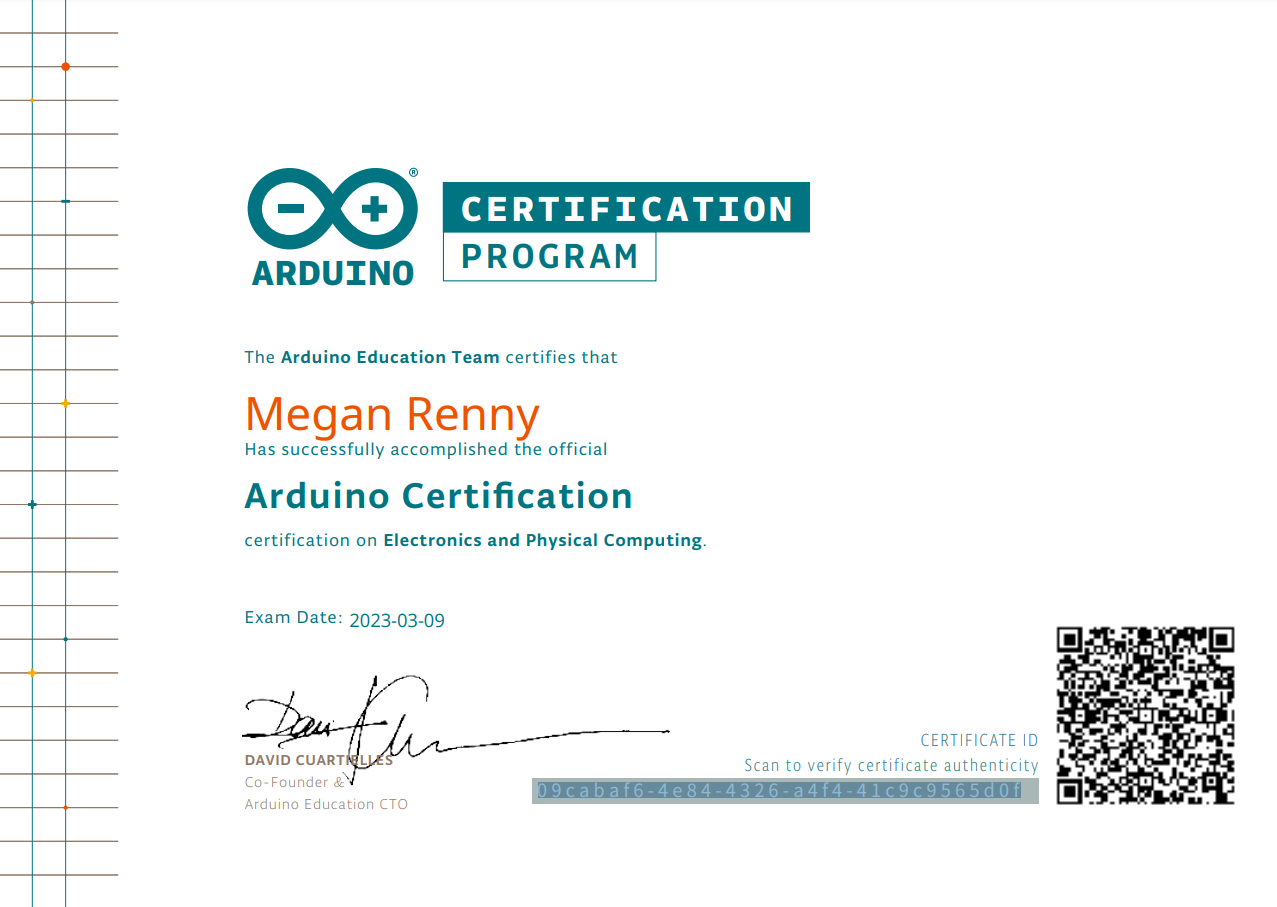 ARDUINO
®
CERTIFICATION
PROGRAM
The Arduino Education Team certifies that
Megan Renny
Has successfully accomplished the official
Arduino Certification
certification on Electronics and Physical Computing.
Exam Date: 2023-03-09
DAVID CUARTIELLES
Co-Founder &
Arduino Education CTO
CERTIFICATE ID
Scan to verify certificate authenticity
09cabaf6-4e84-4326-a4f4-41c9c9565d0f